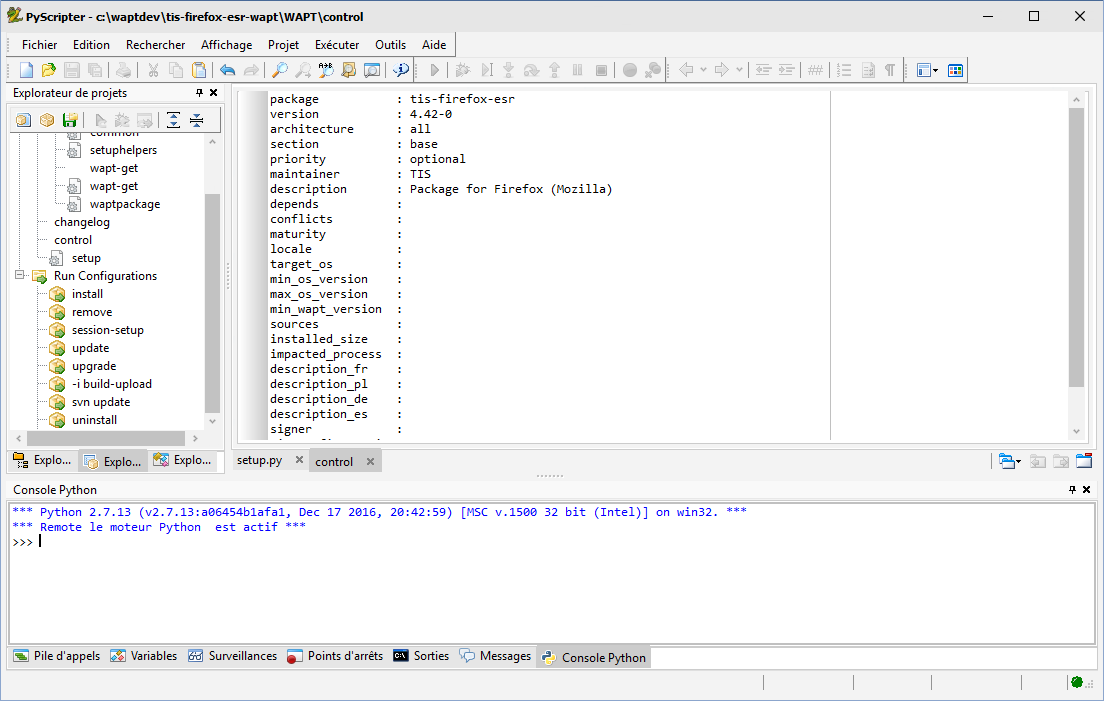 PyScripter - c:\waptdev\tis-firefox-esr-wapt\WAPT\control
Fichier Edition Rechercher Affichage Projet Exécuter Outils Aide
Explorateur de projets
common
setuphelpers
wapt-get
wapt-get
waptpackage
changelog
control
setup
Run Configurations
install
remove
session-setup
update
upgrade
-i build-upload
svn update
uninstall
Explo... Explo... Explo...
package : tis-firefox-esr
version : 4.42-0
architecture : all
section : base
priority : optional
maintainer : TIS
description : Package for Firefox (Mozilla)
depends :
conflicts :
maturity :
locale :
target_os :
min_os_version :
max_os_version :
min_wapt_version :
sources :
installed_size :
impacted_process :
description_fr :
description_pl :
description_de :
description_es :
signer :
setup.py control
Console Python
*** Python 2.7.13 (v2.7.13:a06454b1afa1, Dec 17 2016, 20:42:59) [MSC v.1500 32 bit (Intel)] on win32. ***
*** Remote le moteur Python  est actif ***
>>>
Pile d'appels Variables Surveillances Points d'arrêts Sorties Messages Console Python